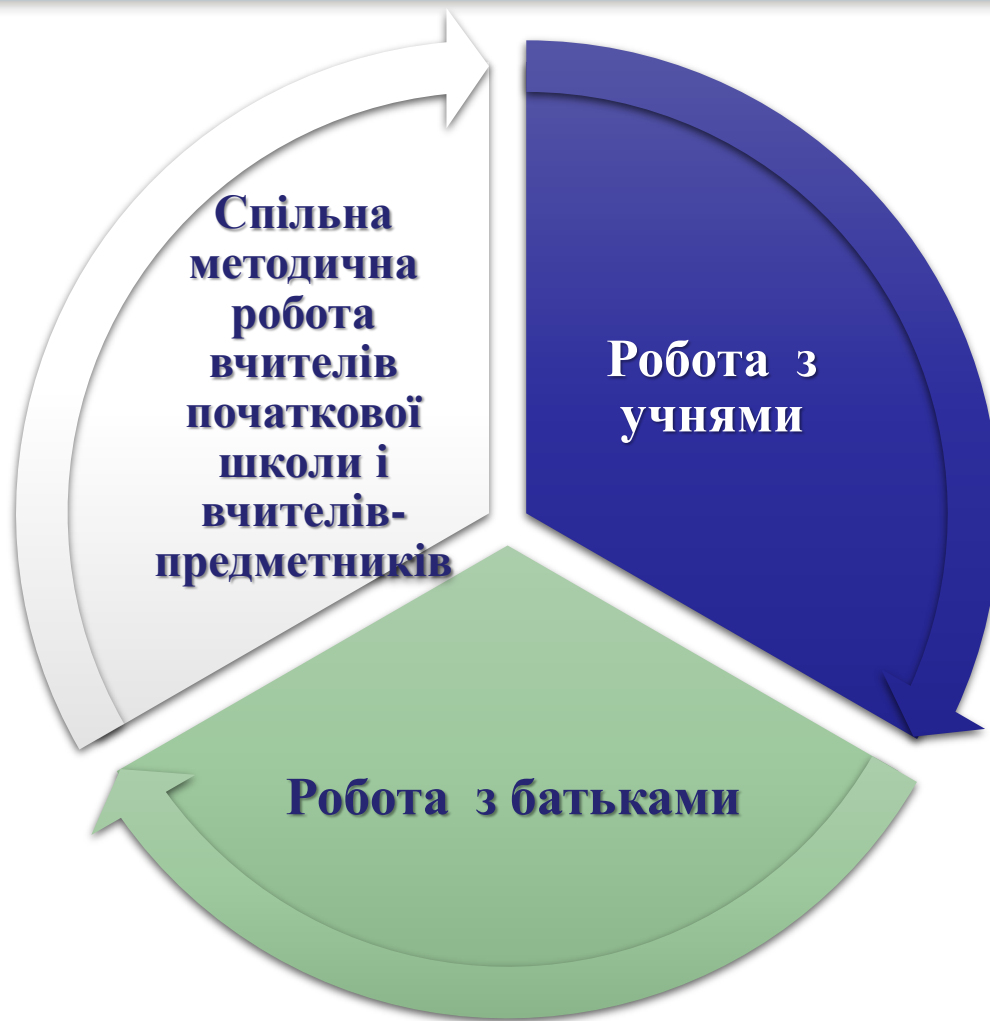 Спільна
методична
робота
вчителів
початкової
школи і
вчителів-
предметників
Робота з
учнями
Робота з батьками